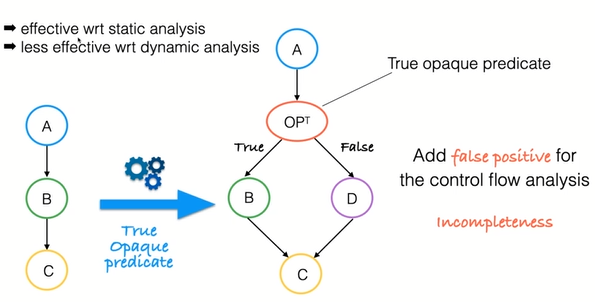 ➡ effective wrt static analysis
➡ less effective wrt dynamic analysis
A
True opaque predicate
OPᵀ
True
False
A
B
C
True
Opaque
predicate
B
D
C
Add false positive for
the control flow analysis
Incompleteness